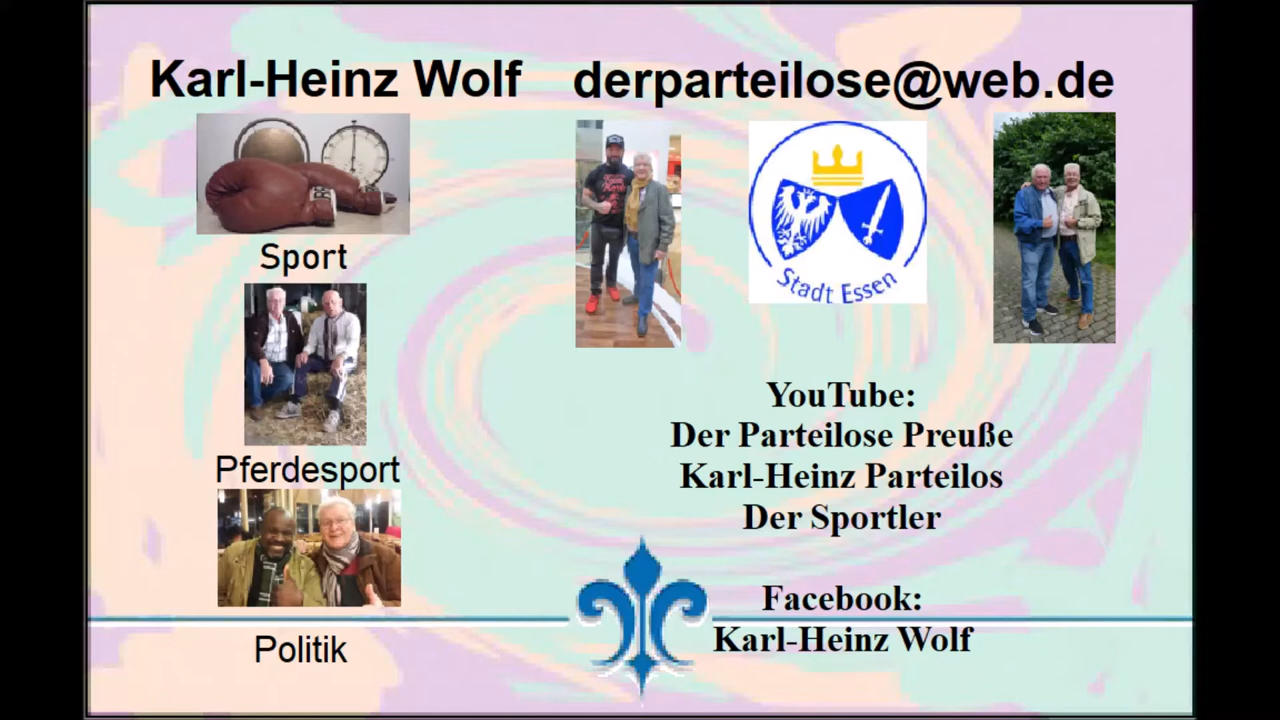 Karl-Heinz Wolf derparteilose@web.de
Sport
Stadt Essen
Pferdesport
Politik
YouTube:
Der Parteilose Preuße
Karl-Heinz Parteilos
Der Sportler
Facebook:
Karl-Heinz Wolf